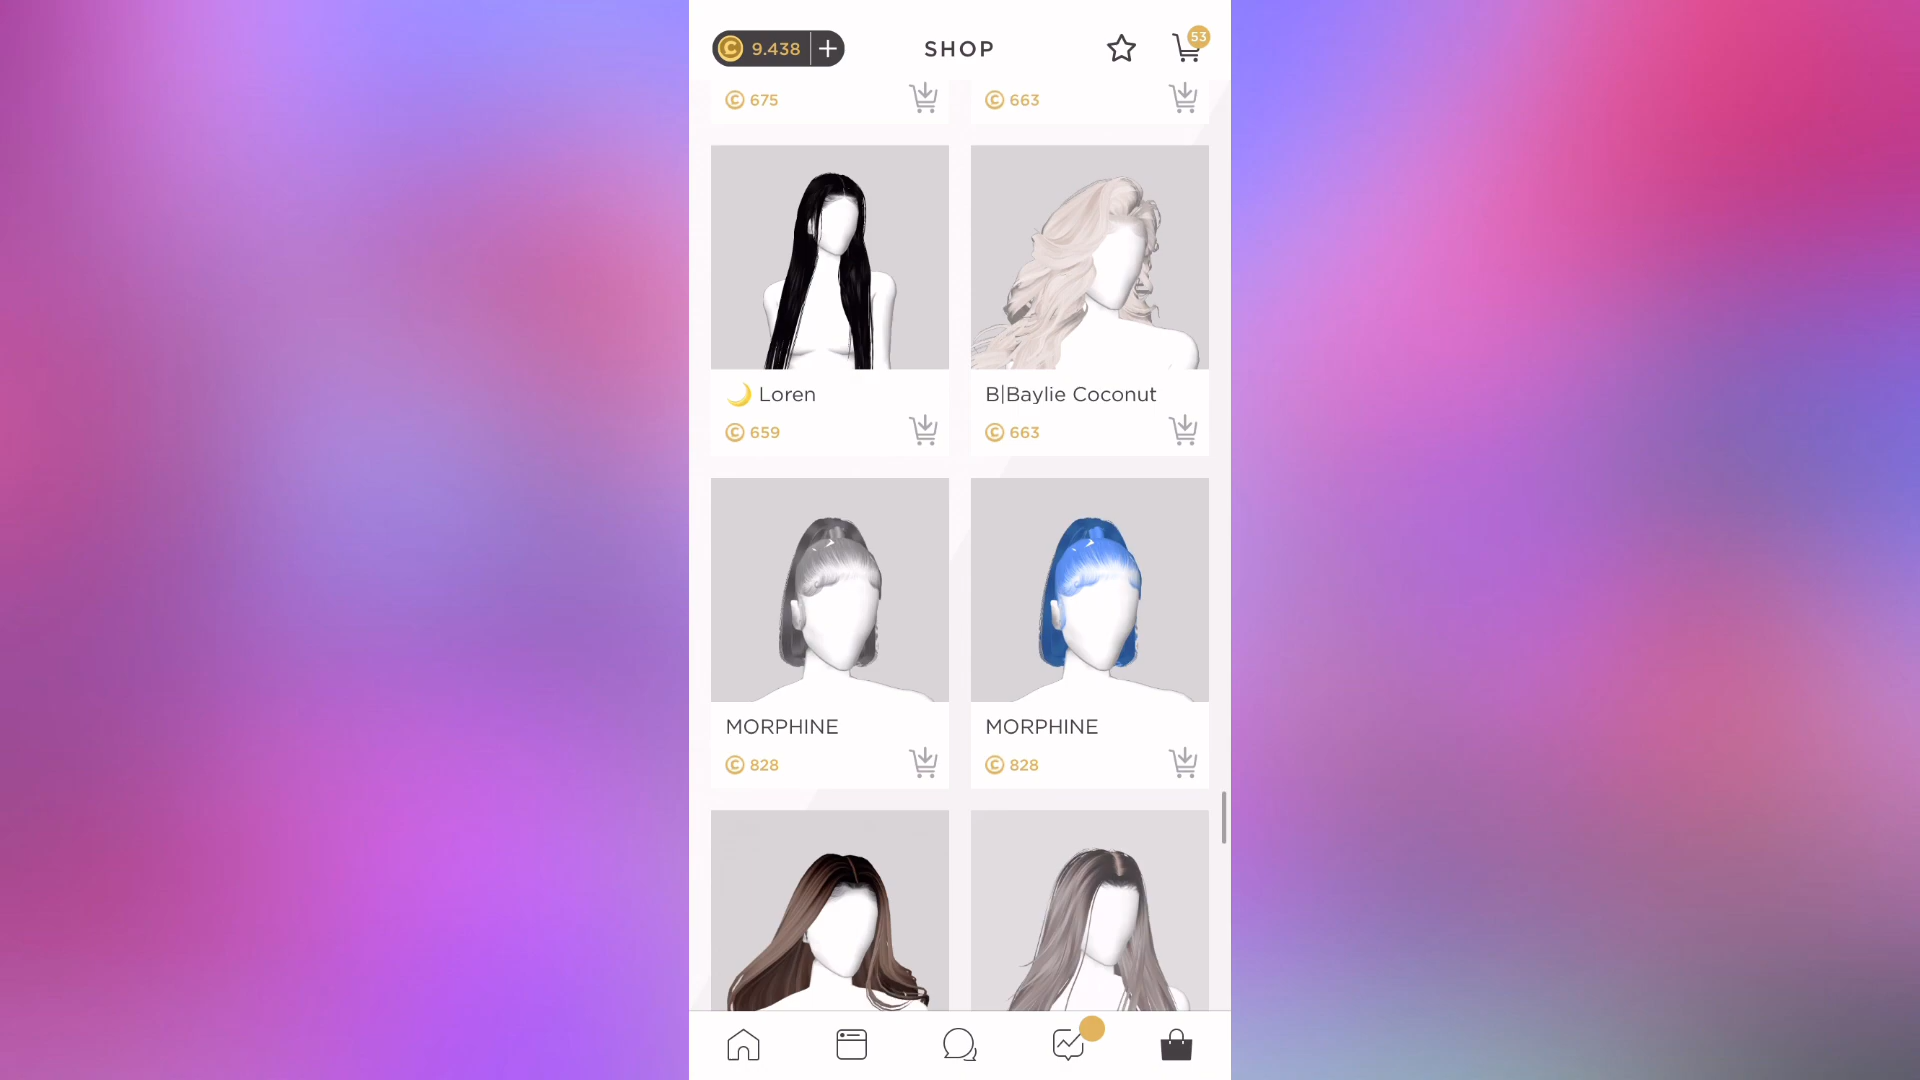 9.438
SHOP
53
675
663
Loren
659
B|Baylie Coconut
663
MORPHINE
828
MORPHINE
828